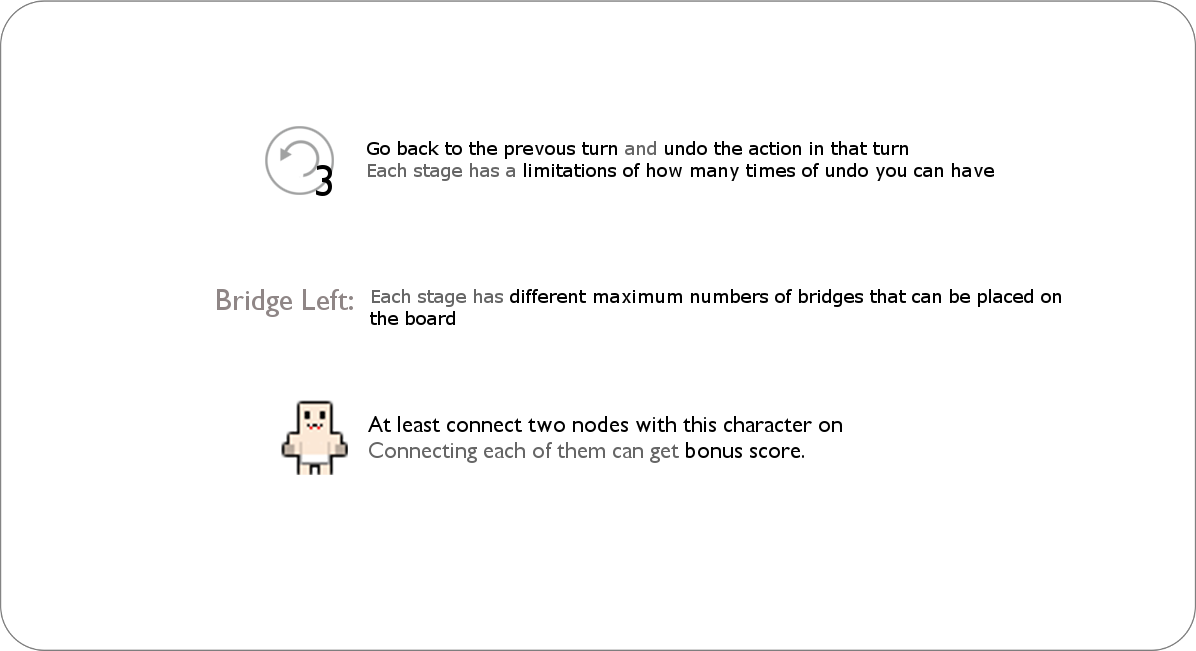 Go back to the prevous turn and undo the action in that turn
3
Each stage has a limitations of how many times of undo you can have
Bridge Left:
Each stage has different maximum numbers of bridges that can be placed on
the board
At least connect two nodes with this character on
Connecting each of them can get bonus score.